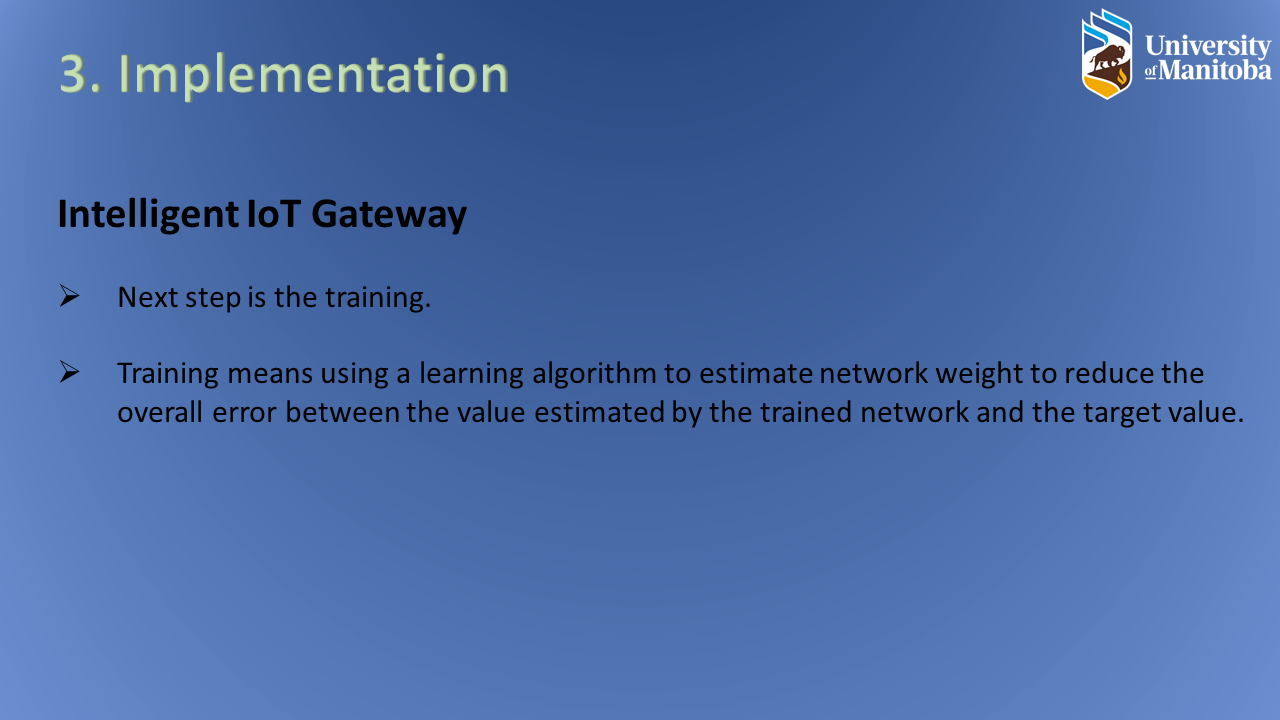 3. Implementation
University
of Manitoba
Intelligent IoT Gateway
Next step is the training.
Training means using a learning algorithm to estimate network weight to reduce the
overall error between the value estimated by the trained network and the target value.